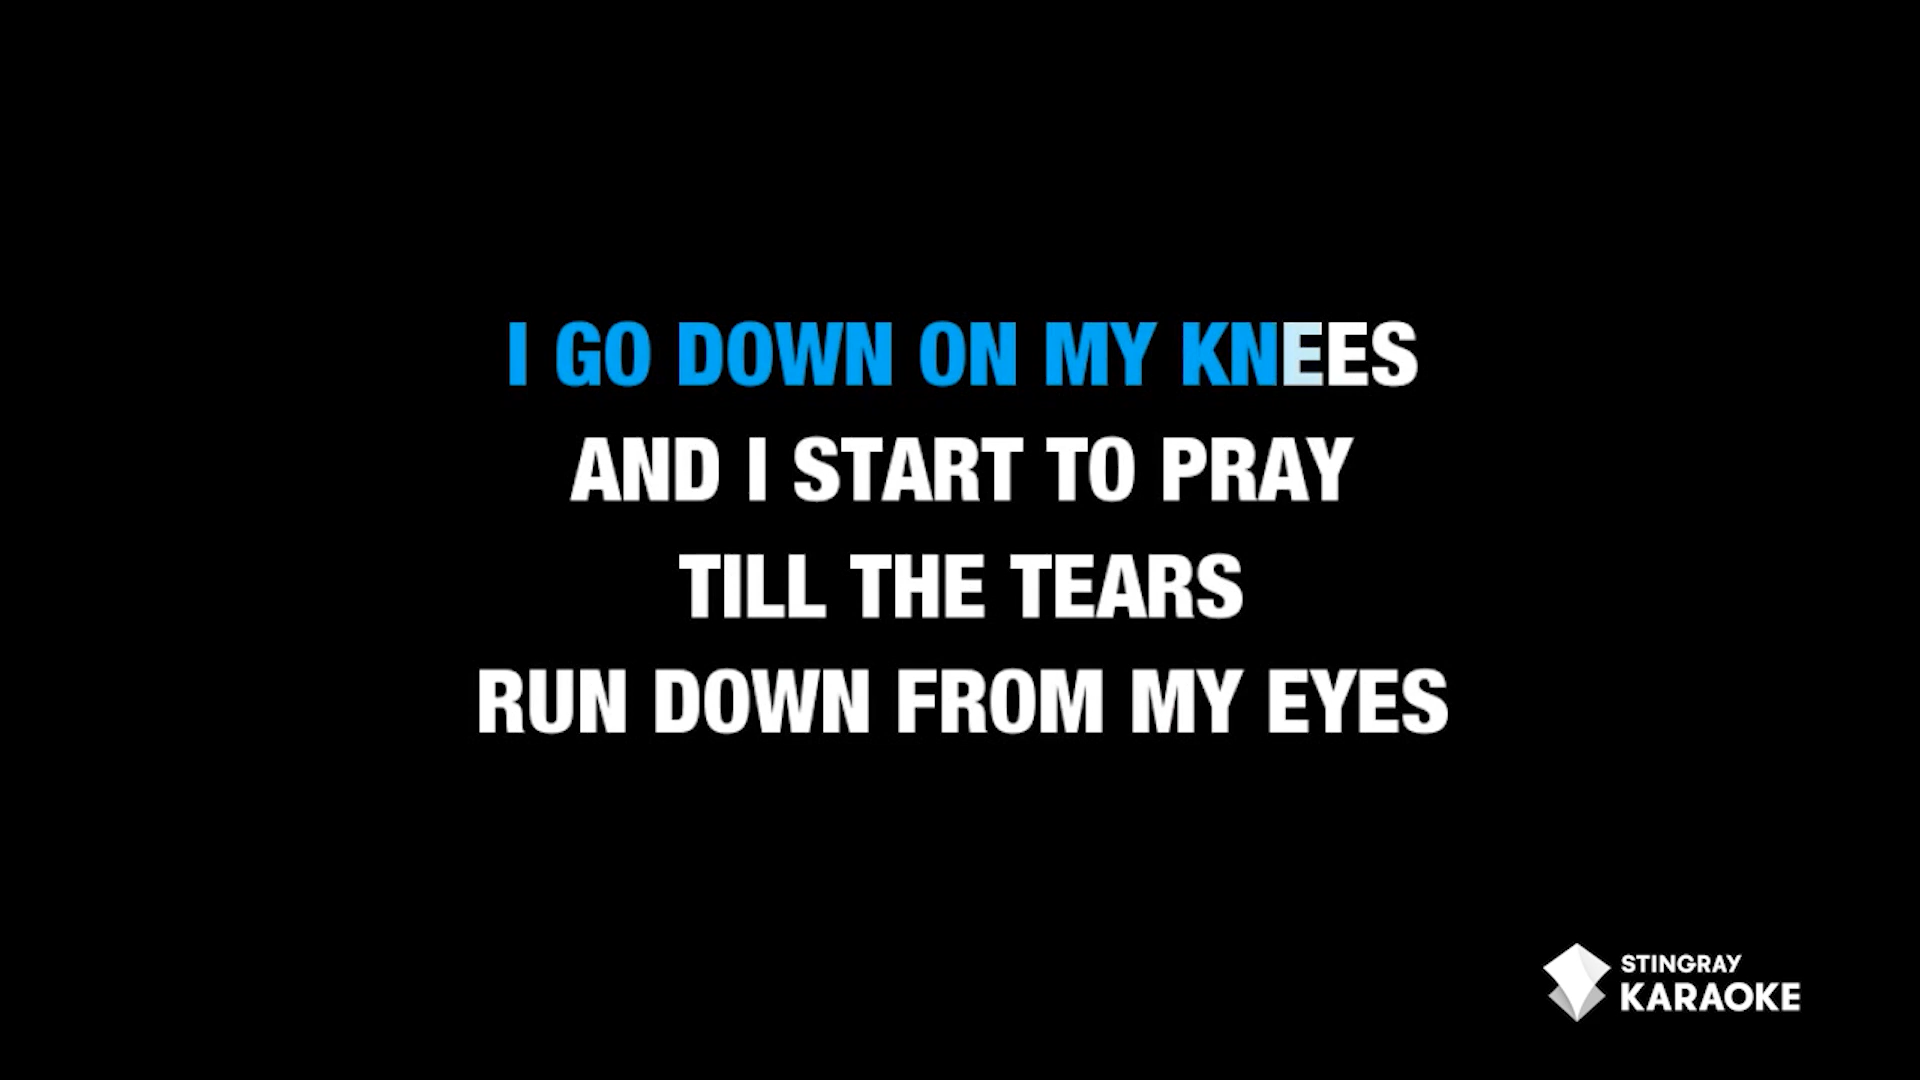 I GO DOWN ON MY KNEES
AND I START TO PRAY
TILL THE TEARS
RUN DOWN FROM MY EYES
STINGRAY
KARAOKE